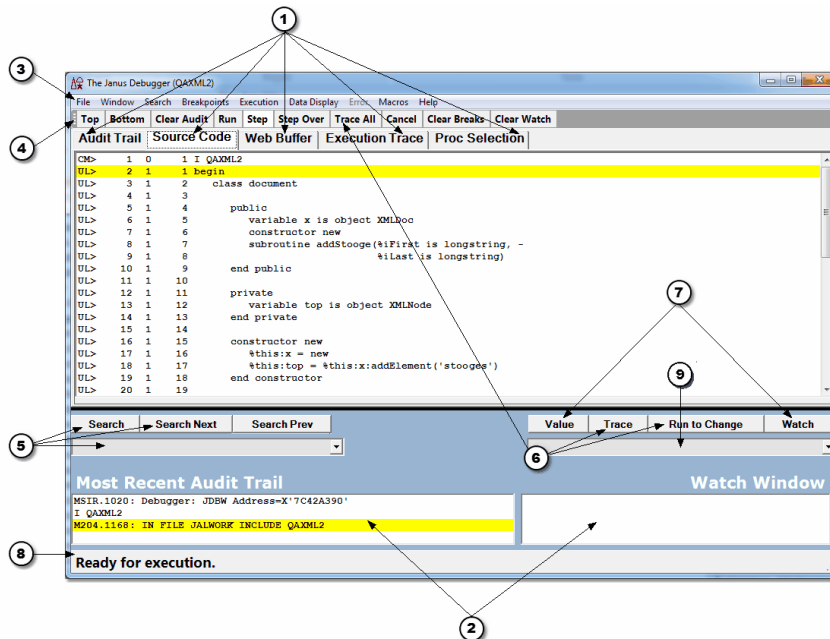 1
3
The Janus Debugger (QAXML2)
File Window Search Breakpoints Execution Data Display Error Macros Help
4
Top Bottom Clear Audit Run Step Step Over Trace All Cancel Clear Breaks Clear Watch
Audit Trail Source Code Web Buffer Execution Trace Proc Selection
CM> 1 0 1 I QAXML2
UL> 2 1 1 begin
UL> 3 1 2 class document
UL> 4 1 3
UL> 5 1 4 public
UL> 6 1 5 variable x is object XMLDoc
UL> 7 1 6 constructor new
UL> 8 1 7 subroutine addStooge(%iFirst is longstring, -
UL> 9 1 8 %iLast is longstring)
UL> 10 1 9 end public
UL> 11 1 10
UL> 12 1 11 private
UL> 13 1 12 variable top is object XMLNode
UL> 14 1 13 end private
UL> 15 1 14
UL> 16 1 15 constructor new
UL> 17 1 16 %this:x = new
UL> 18 1 17 %this:top = %this:x:addElement('stooges')
UL> 19 1 18 end constructor
UL> 20 1 19
7
9
Search Search Next Search Prev Value Trace Run to Change Watch
5
6
Most Recent Audit Trail Watch Window
MSIR.1020: Debugger: JDBW Address=X'7C42A390'
I QAXML2
M204.1168: IN FILE JALWORK INCLUDE QAXML2
8
Ready for execution.
2